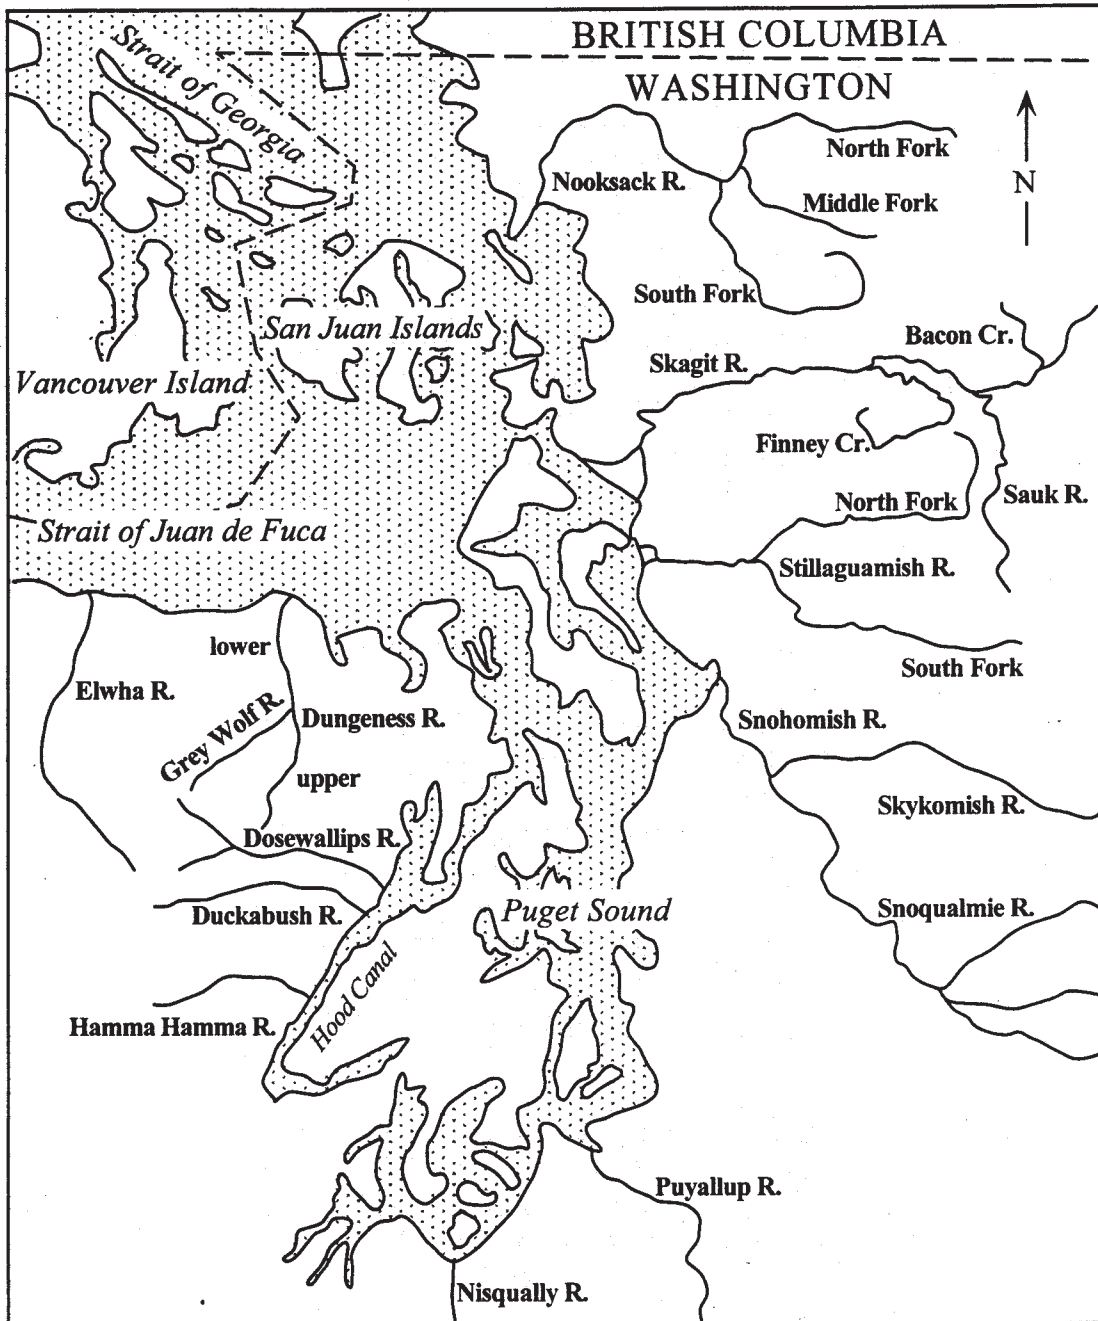 BRITISH COLUMBIA
WASHINGTON
Strait of Georgia
North Fork
N
Nooksack R.
Middle Fork
South Fork
San Juan Islands
Bacon Cr.
Skagit R.
Vancouver Island
Finney Cr.
North Fork
Sauk R.
Strait of Juan de Fuca
Stillaguamish R.
lower
South Fork
Elwha R.
Grey Wolf R.
Dungeness R.
Snohomish R.
upper
Skykomish R.
Dosewallips R.
Duckabush R.
Puget Sound
Snoqualmie R.
Hood Canal
Hamma Hamma R.
Puyallup R.
Nisqually R.